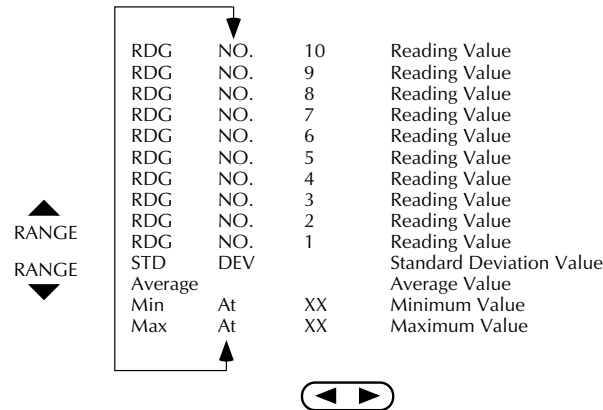 RDG NO. 10 Reading Value
RDG NO. 9 Reading Value
RDG NO. 8 Reading Value
RDG NO. 7 Reading Value
RDG NO. 6 Reading Value
RDG NO. 5 Reading Value
RDG NO. 4 Reading Value
RDG NO. 3 Reading Value
RDG NO. 2 Reading Value
RDG NO. 1 Reading Value
STD DEV Standard Deviation Value
Average Average Value
Min At XX Minimum Value
Max At XX Maximum Value
RANGE
RANGE